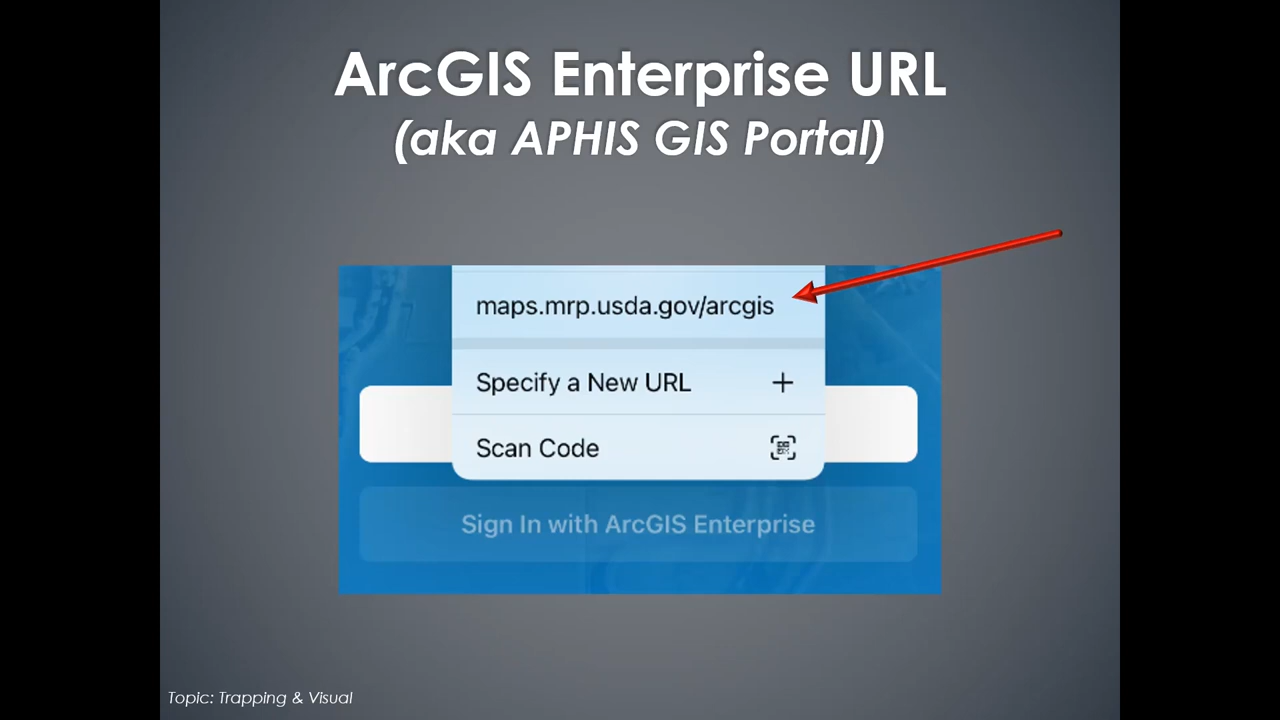 ArcGIS Enterprise URL
(aka APHIS GIS Portal)
maps.mrp.usda.gov/arcgis
Specify a New URL
Scan Code
Sign In with ArcGIS Enterprise
Topic: Trapping & Visual